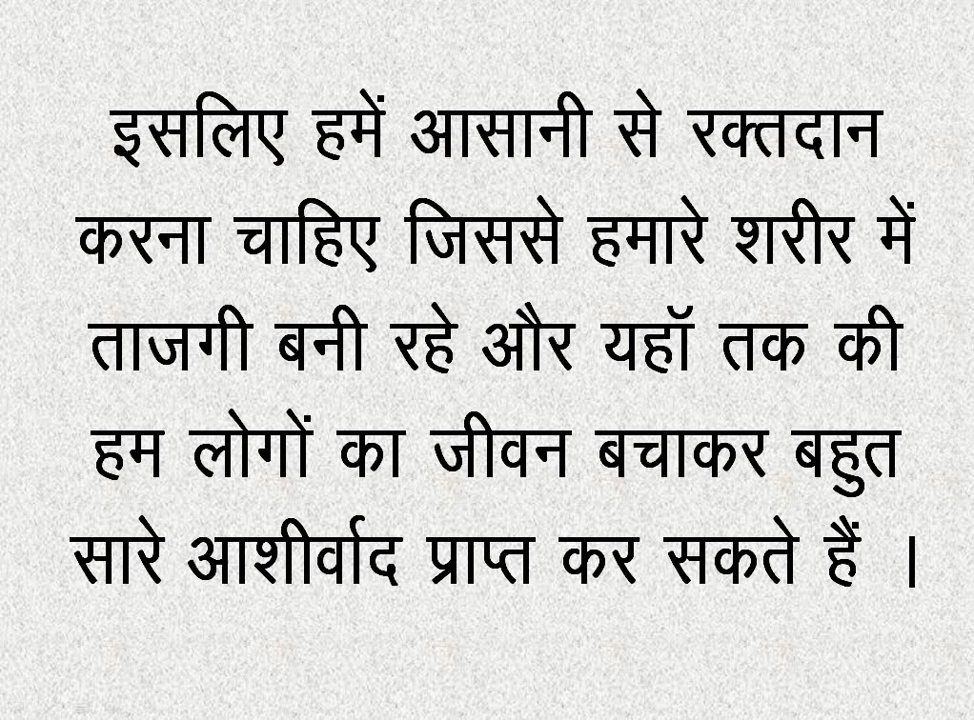 इसलिए हमें आसानी से रक्तदान
करना चाहिए जिससे हमारे शरीर में
ताजगी बनी रहे और यहॉ तक की
हम लोगों का जीवन बचाकर बहुत
सारे आशीर्वाद प्राप्त कर सकते हैं ।